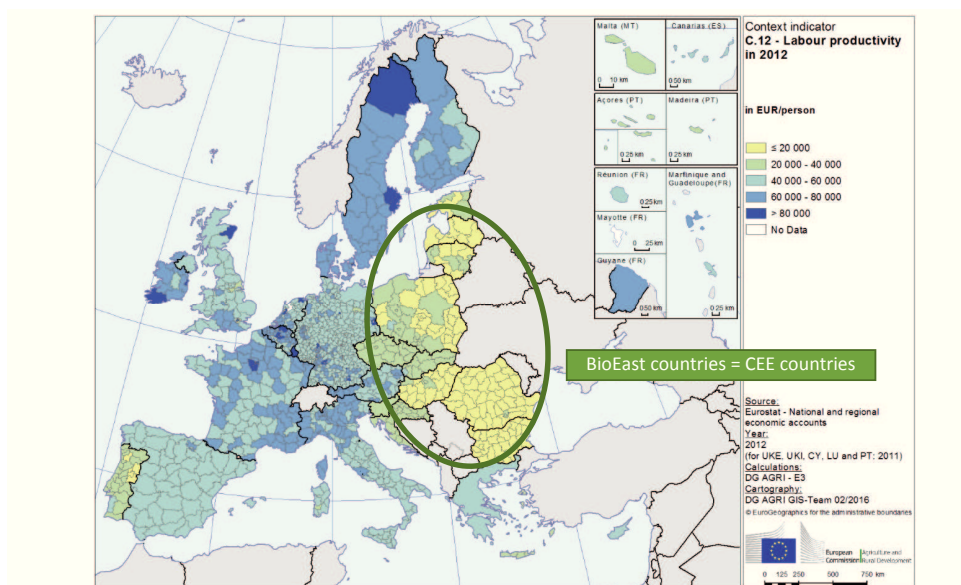 Malta (MT)
Canarias (ES)
0 10 km
0 50 km
Açores (PT)
Madeira (PT)
0 25 km
0 25 km
Réunion (FR)
Martinique and
Guadeloupe(FR)
0 25 km
Mayotte (FR)
0 25 km
Guyane (FR)
0 50 km
0 25 km
Context indicator
C.12 - Labour productivity
in 2012
in EUR/person
≤ 20 000
20 000 - 40 000
40 000 - 60 000
60 000 - 80 000
> 80 000
No Data
BioEast countries = CEE countries
Source:
Eurostat - National and regional
economic accounts
Year:
2012
(for UKE, UKI, CY, LU and PT: 2011)
Calculations:
DG AGRI - E3
Cartography:
DG AGRI GIS-Team 02/2016
© EuroGeographics for the administrative boundaries
European
Commission
Agriculture and
Rural Development
0 125 250 500 750 km